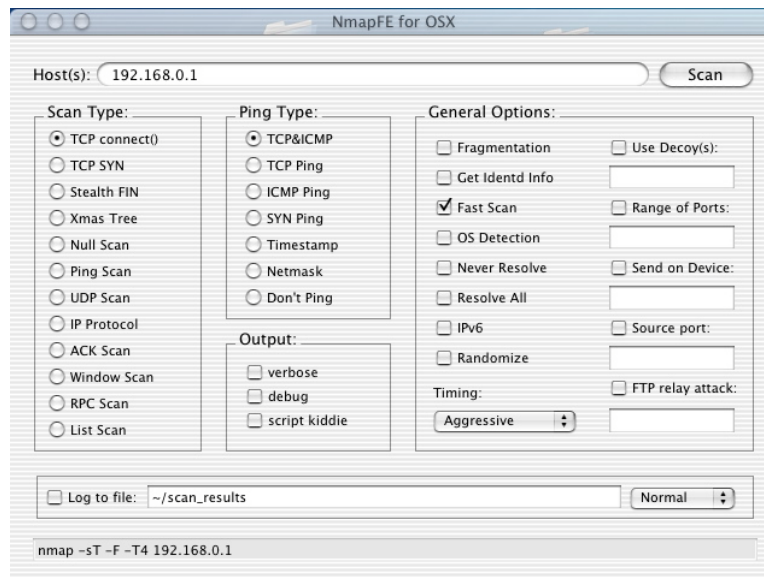 NmapFE for OSX
Host(s): 192.168.0.1 Scan
Scan Type:
TCP connect()
TCP SYN
Stealth FIN
Xmas Tree
Null Scan
Ping Scan
UDP Scan
IP Protocol
ACK Scan
Window Scan
RPC Scan
List Scan
Ping Type:
TCP&ICMP
TCP Ping
ICMP Ping
SYN Ping
Timestamp
Netmask
Don't Ping
Output:
verbose
debug
script kiddie
General Options:
Fragmentation
Get Identd Info
Fast Scan
OS Detection
Never Resolve
Resolve All
IPv6
Randomize
Timing:
Aggressive
Use Decoy(s):
Range of Ports:
Send on Device:
Source port:
FTP relay attack:
Log to file: ~/scan_results Normal
nmap -sT -F -T4 192.168.0.1